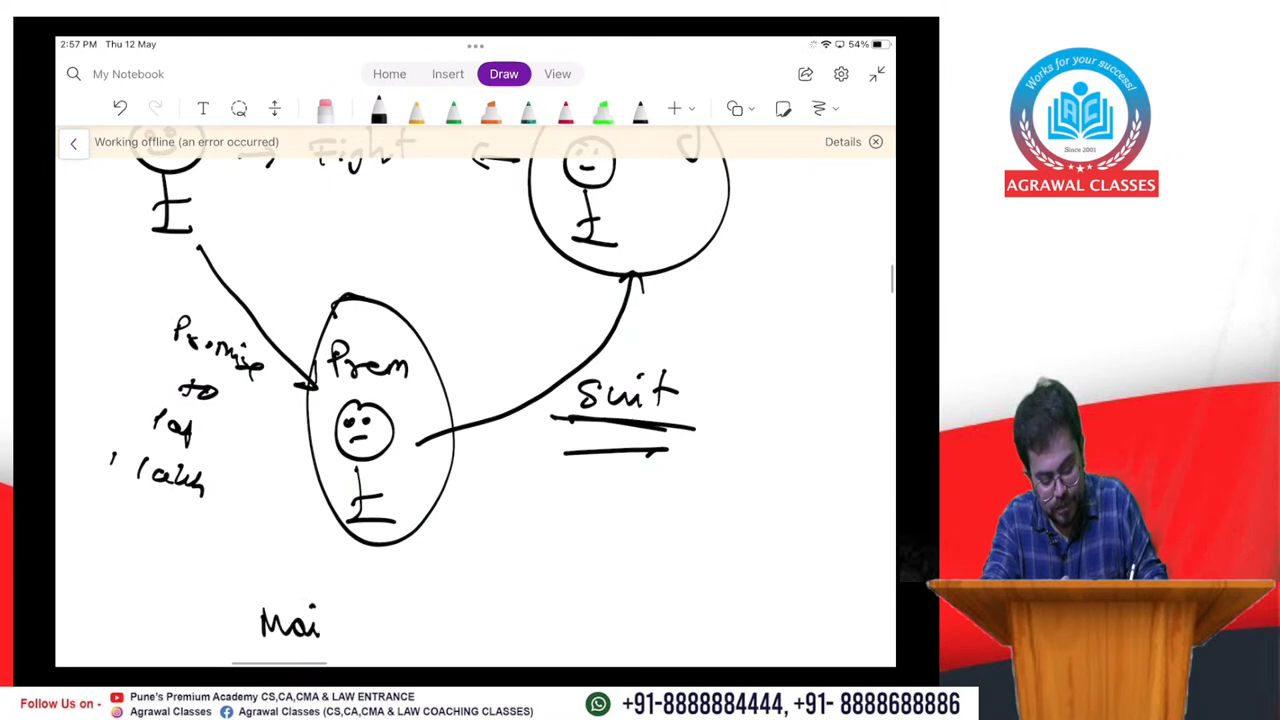 2:57 PM Thu 12 May
54%
My Notebook
Home Insert Draw View
Working offline (an error occurred)
Details
Fight
Promise
to
Prem
Suit
1 lakh
Mai
Works for your success!
AC
Since 2001
AGRAWAL CLASSES
Follow Us on -
Pune's Premium Academy CS,CA,CMA & LAW ENTRANCE
Agrawal Classes
Agrawal Classes (CS,CA,CMA & LAW COACHING CLASSES)
+91-8888884444, +91- 8888688886